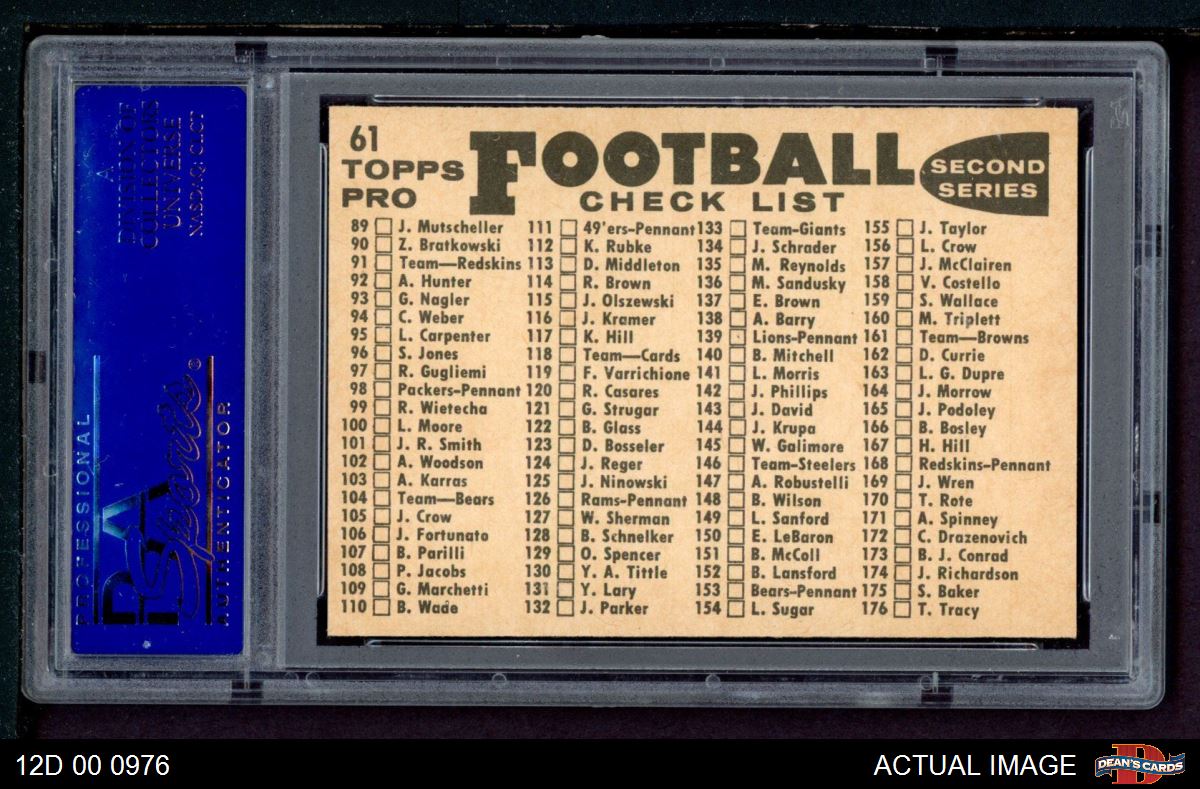 A
DIVISION OF
COLLECTORS
UNIVERSE
NASDAQ: CLCT
PROFESSIONAL
PSA
Sports®
AUTHENTICATOR
61
TOPPS
PRO
FOOTBALL
CHECK LIST
SECOND
SERIES
89 J. Mutscheller
90 Z. Bratkowski
91 Team—Redskins
92 A. Hunter
93 G. Nagler
94 C. Weber
95 L. Carpenter
96 S. Jones
97 R. Gugliemi
98 Packers-Pennant
99 R. Wietecha
100 L. Moore
101 J. R. Smith
102 A. Woodson
103 A. Karras
104 Team—Bears
105 J. Crow
106 J. Fortunato
107 B. Parilli
108 P. Jacobs
109 G. Marchetti
110 B. Wade
111 49'ers-Pennant
112 K. Rubke
113 D. Middleton
114 R. Brown
115 J. Olszewski
116 J. Kramer
117 K. Hill
118 Team—Cards
119 F. Varrichione
120 R. Casares
121 G. Strugar
122 B. Glass
123 D. Bosseler
124 J. Reger
125 J. Ninowski
126 Rams-Pennant
127 W. Sherman
128 B. Schnelker
129 O. Spencer
130 Y. A. Tittle
131 Y. Lary
132 J. Parker
133 Team-Giants
134 J. Schrader
135 M. Reynolds
136 M. Sandusky
137 E. Brown
138 A. Barry
139 Lions-Pennant
140 B. Mitchell
141 L. Morris
142 J. Phillips
143 J. David
144 J. Krupa
145 W. Galimore
146 Team-Steelers
147 A. Robustelli
148 B. Wilson
149 L. Sanford
150 E. LeBaron
151 B. McColl
152 B. Lansford
153 Bears-Pennant
154 L. Sugar
155 J. Taylor
156 L. Crow
157 J. McClairen
158 V. Costello
159 S. Wallace
160 M. Triplett
161 Team—Browns
162 D. Currie
163 L. G. Dupre
164 J. Morrow
165 J. Podoley
166 B. Bosley
167 H. Hill
168 Redskins-Pennant
169 J. Wren
170 T. Rote
171 A. Spinney
172 C. Drazenovich
173 B. J. Conrad
174 J. Richardson
175 S. Baker
176 T. Tracy
12D 00 0976
ACTUAL IMAGE
DEAN'S CARDS